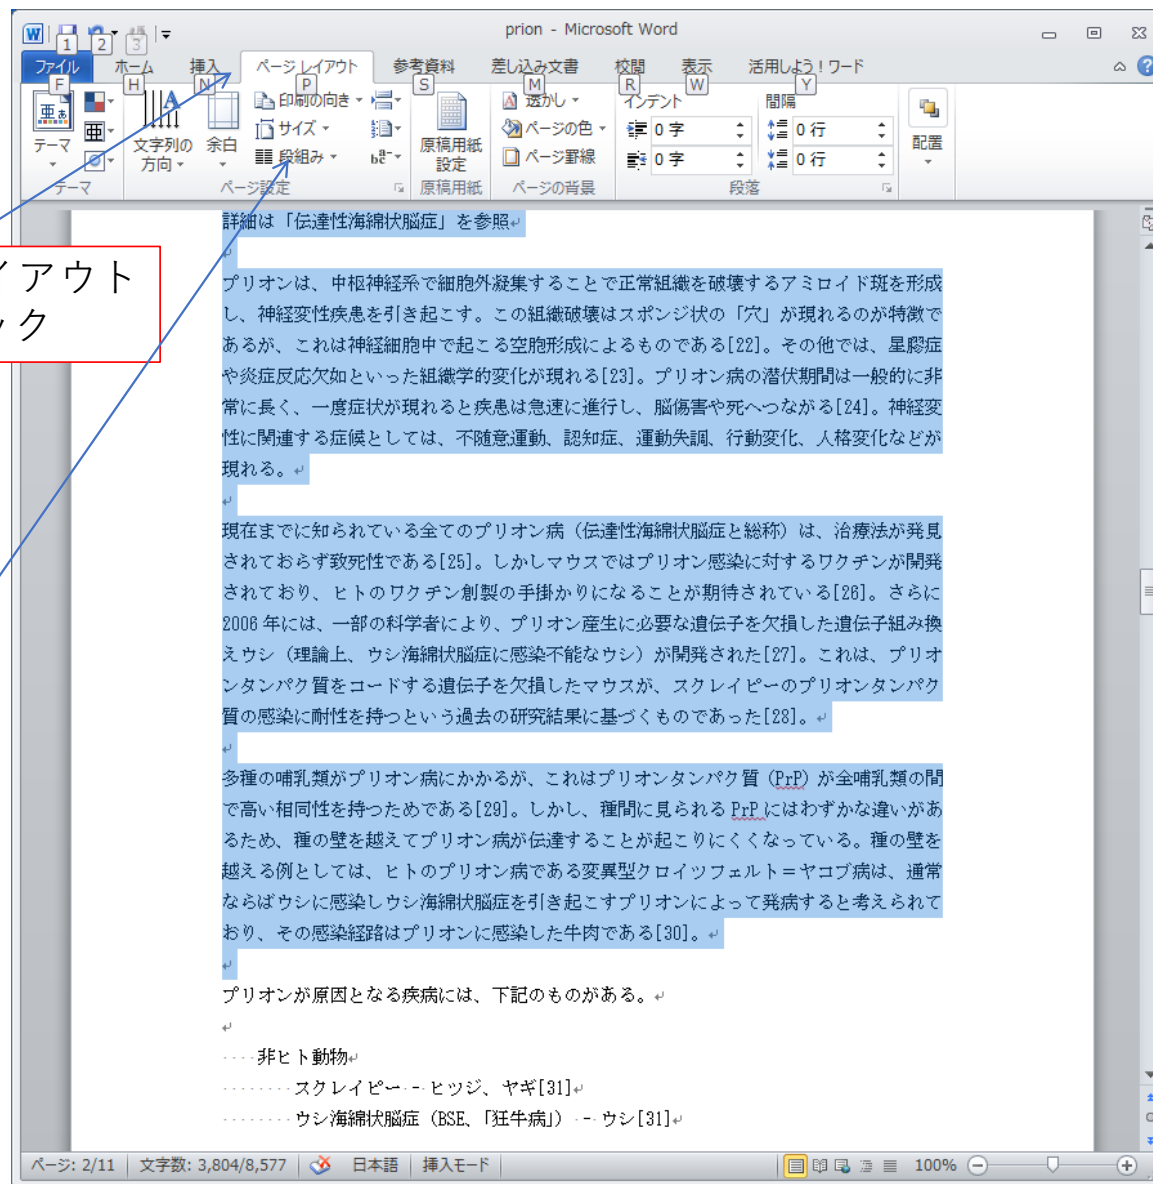 prion - Microsoft Word
1 2 3
ファイル ホーム 挿入 ページ レイアウト 参考資料 差し込み文書 校閲 表示 活用しよう！ワード
F H N P S M R W Y
亜あ 印刷の向き 透かし インデント 間隔
テーマ 文字列の方向 余白 サイズ 原稿用紙設定 ページの色 0 字 0 行 配置
段組み ページ罫線 0 字 0 行
テーマ ページ設定 原稿用紙 ページの背景 段落
イアウト
ック
詳細は「伝達性海綿状脳症」を参照
プリオンは、中枢神経系で細胞外凝集することで正常組織を破壊するアミロイド斑を形成
し、神経変性疾患を引き起こす。この組織破壊はスポンジ状の「穴」が現れるのが特徴で
あるが、これは神経細胞中で起こる空胞形成によるものである[22]。その他では、星膠症
や炎症反応欠如といった組織学的変化が現れる[23]。プリオン病の潜伏期間は一般的に非
常に長く、一度症状が現れると疾患は急速に進行し、脳傷害や死へつながる[24]。神経変
性に関連する症候としては、不随意運動、認知症、運動失調、行動変化、人格変化などが
現れる。
現在までに知られている全てのプリオン病（伝達性海綿状脳症と総称）は、治療法が発見
されておらず致死性である[25]。しかしマウスではプリオン感染に対するワクチンが開発
されており、ヒトのワクチン創製の手掛かりになることが期待されている[26]。さらに
2006 年には、一部の科学者により、プリオン産生に必要な遺伝子を欠損した遺伝子組み換
えウシ（理論上、ウシ海綿状脳症に感染不能なウシ）が開発された[27]。これは、プリオ
ンタンパク質をコードする遺伝子を欠損したマウスが、スクレイピーのプリオンタンパク
質の感染に耐性を持つという過去の研究結果に基づくものであった[28]。
多種の哺乳類がプリオン病にかかるが、これはプリオンタンパク質（PrP）が全哺乳類の間
で高い相同性を持つためである[29]。しかし、種間に見られる PrP にはわずかな違いがあ
るため、種の壁を越えてプリオン病が伝達することが起こりにくくなっている。種の壁を
越える例としては、ヒトのプリオン病である変異型クロイツフェルト＝ヤコブ病は、通常
ならばウシに感染しウシ海綿状脳症を引き起こすプリオンによって発病すると考えられて
おり、その感染経路はプリオンに感染した牛肉である[30]。
プリオンが原因となる疾病には、下記のものがある。
非ヒト動物
スクレイピー - ヒツジ、ヤギ[31]
ウシ海綿状脳症（BSE、「狂牛病」） - ウシ[31]
ページ: 2/11 文字数: 3,804/8,577 日本語 挿入モード 100%